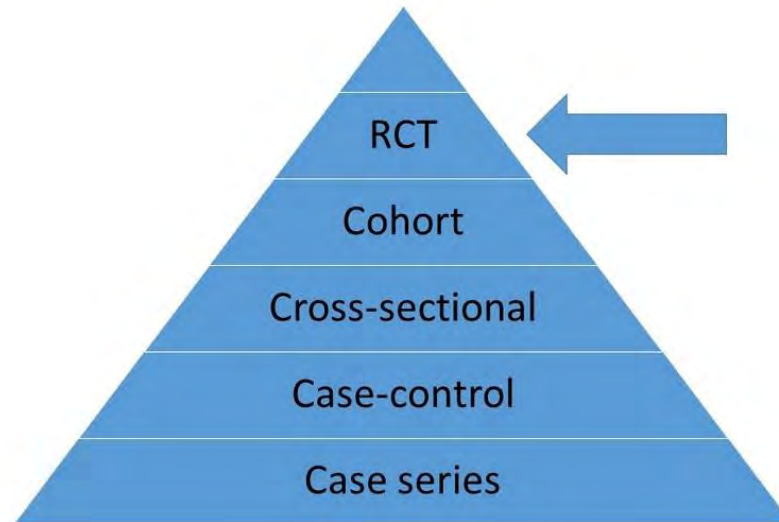 RCT
Cohort
Cross-sectional
Case-control
Case series